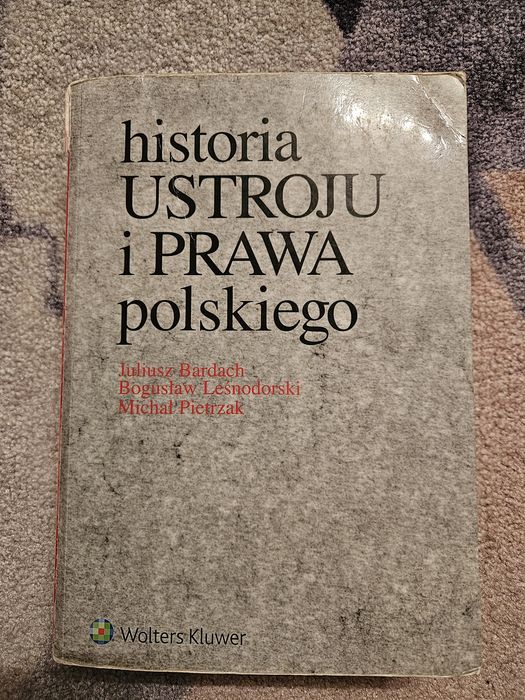 historia
USTROJU
i PRAWA
polskiego
Juliusz Bardach
Bogusław Leśnodorski
Michał Pietrzak
Wolters Kluwer